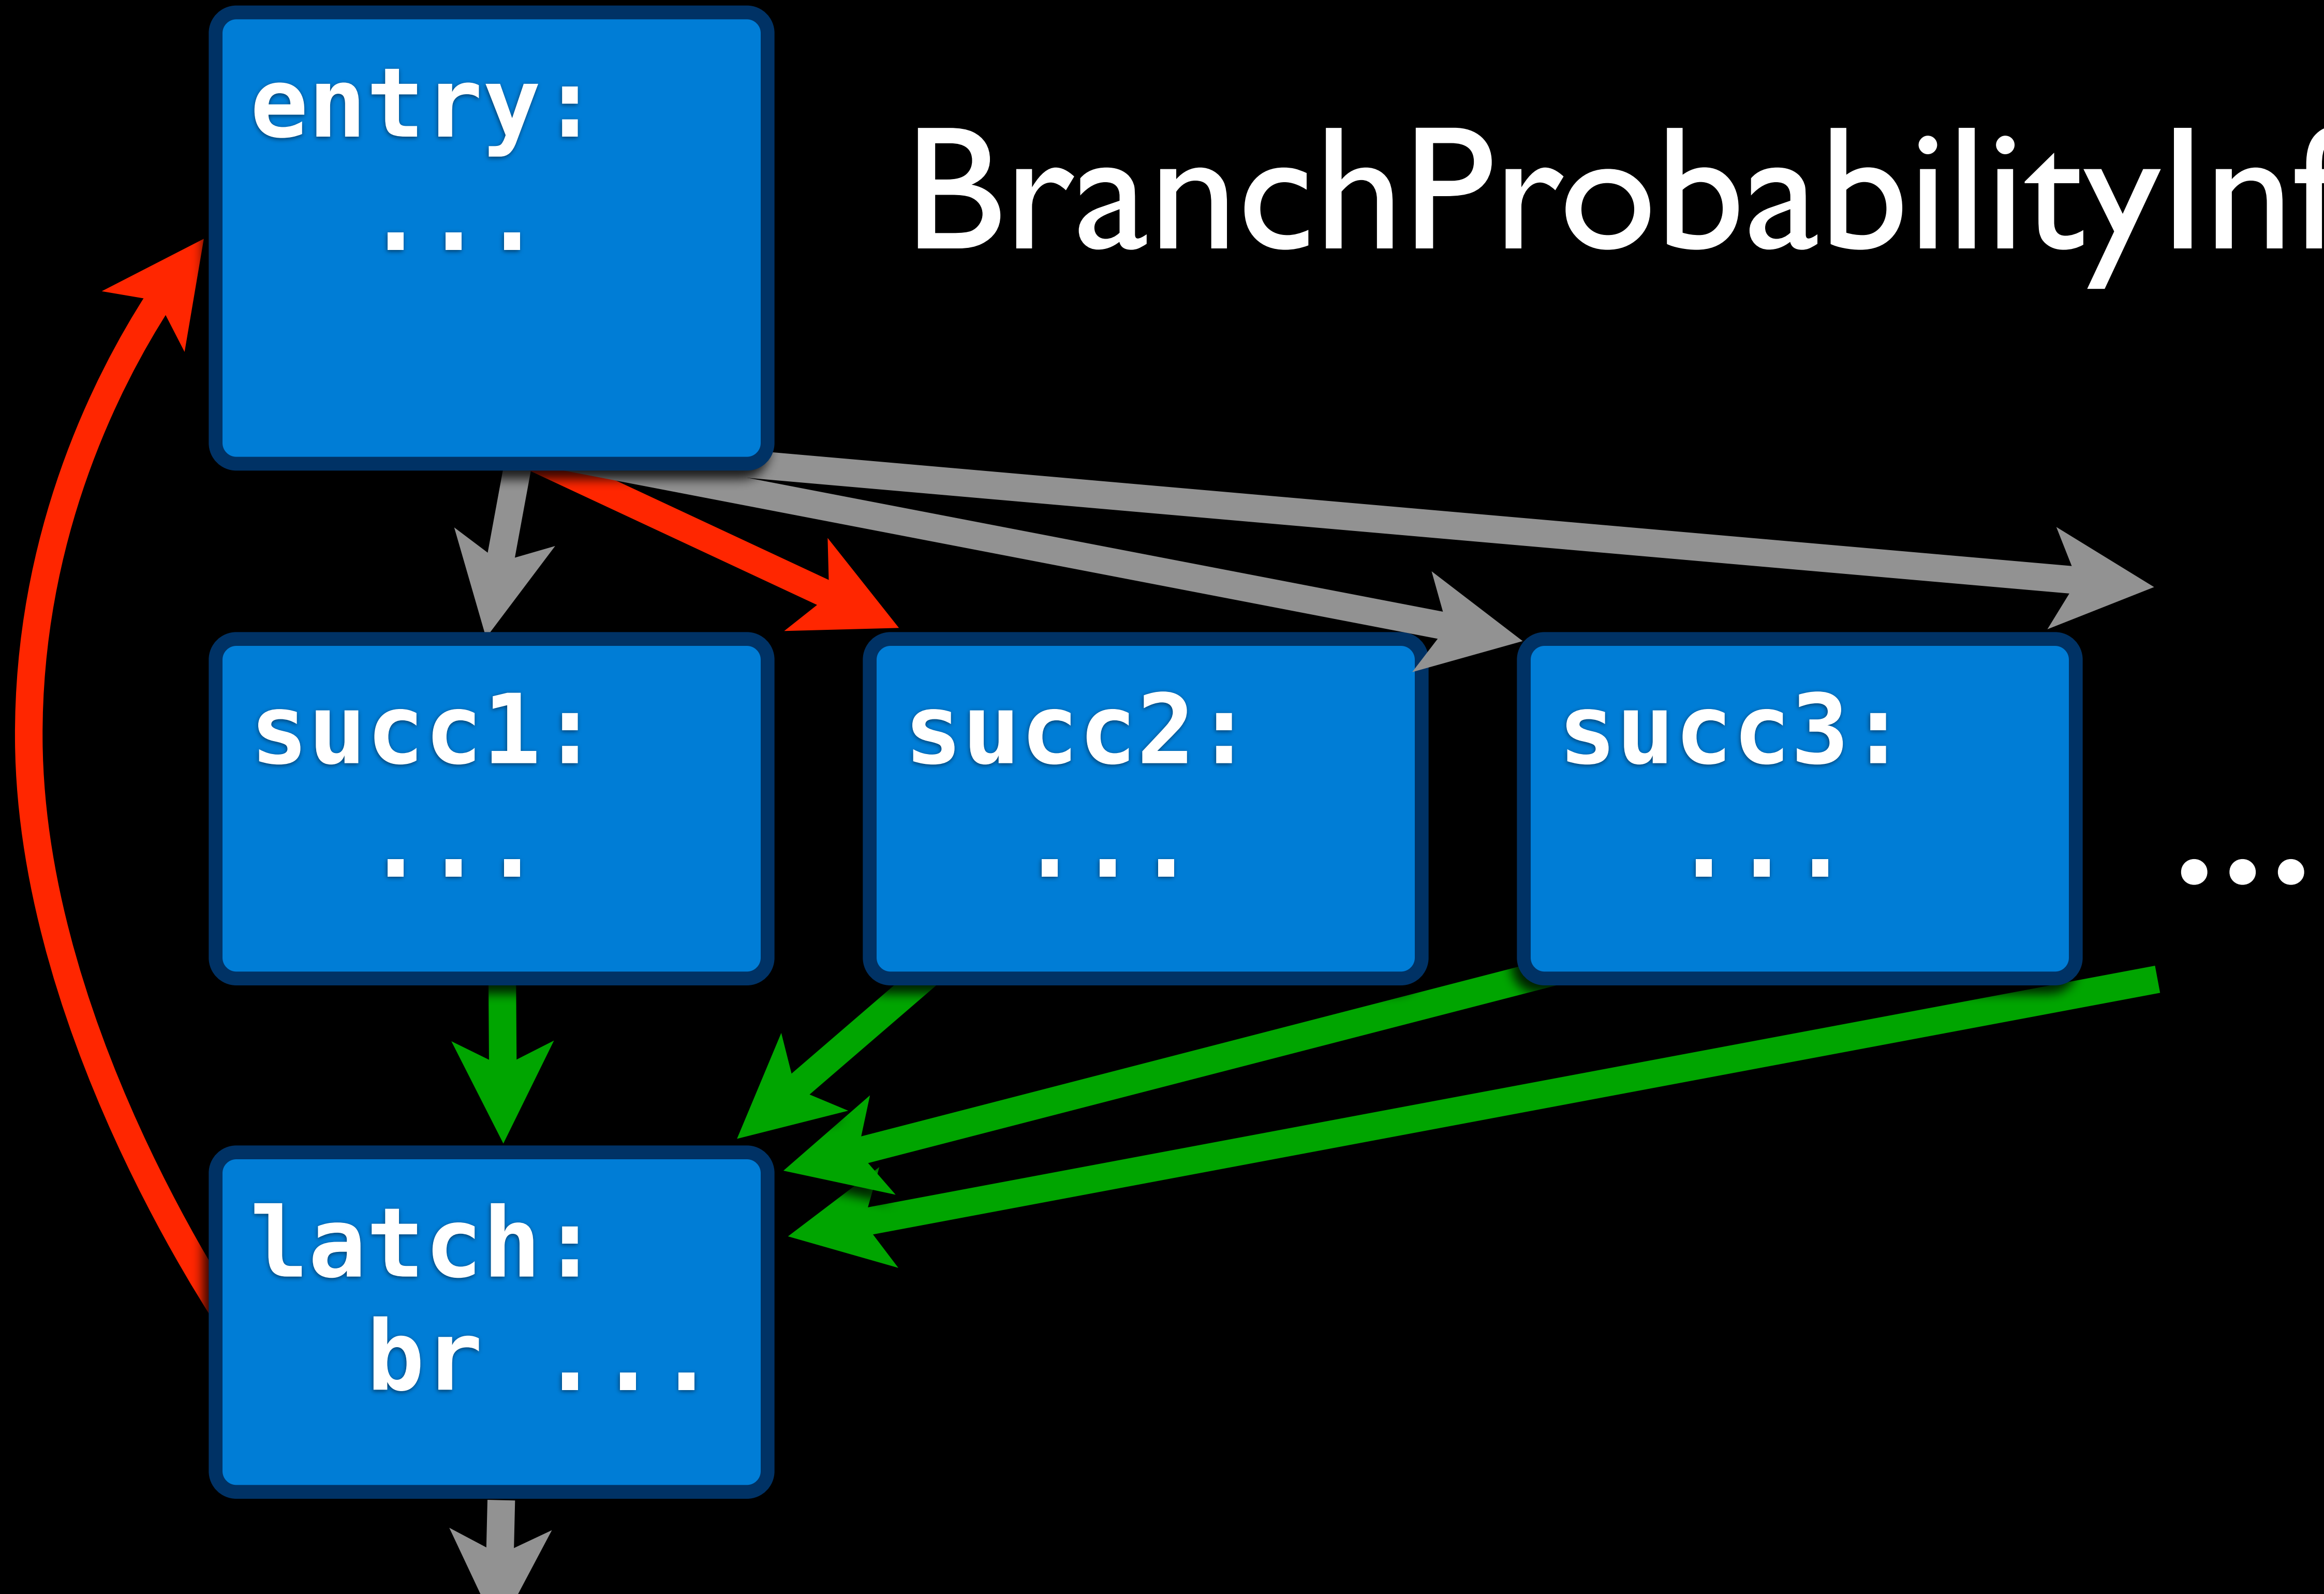 entry:
...
BranchProbabilityInf
succ1:
...
succ2:
...
succ3:
...
...
latch:
br ...